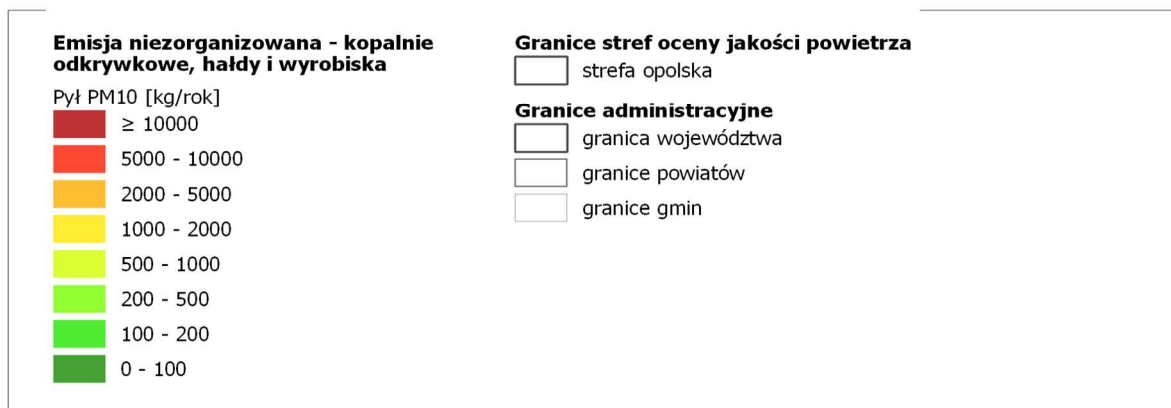 Emisja niezorganizowana - kopalnie
odkrywkowe, hałdy i wyrobiska
Pył PM10 [kg/rok]
≥ 10000
5000 - 10000
2000 - 5000
1000 - 2000
500 - 1000
200 - 500
100 - 200
0 - 100
Granice stref oceny jakości powietrza
strefa opolska
Granice administracyjne
granica województwa
granice powiatów
granice gmin